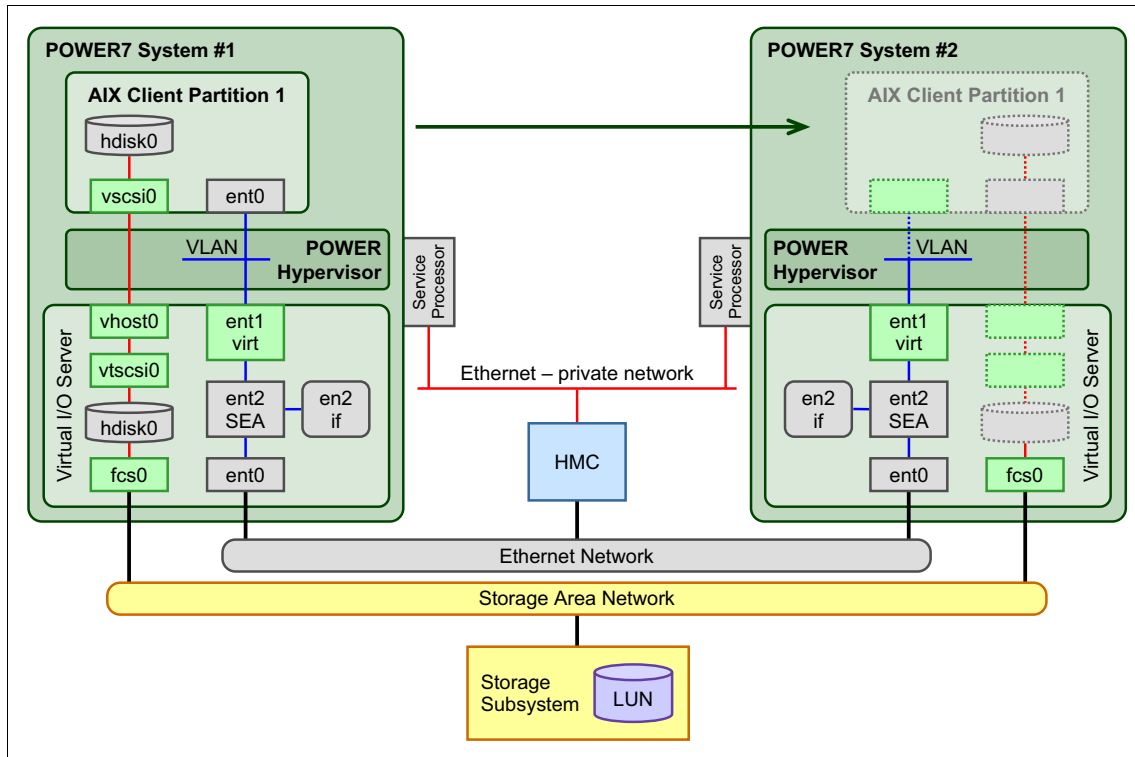 POWER7 System #1
AIX Client Partition 1
hdisk0
vscsi0
ent0
VLAN
POWER
Hypervisor
Service
Processor
Virtual I/O Server
vhost0
vtscsi0
hdisk0
fcs0
ent1
virt
ent2
SEA
en2
if
ent0
POWER7 System #2
AIX Client Partition 1
POWER
Hypervisor
VLAN
Service
Processor
ent1
virt
en2
if
ent2
SEA
ent0
fcs0
Virtual I/O Server
Ethernet – private network
HMC
Ethernet Network
Storage Area Network
Storage
Subsystem
LUN